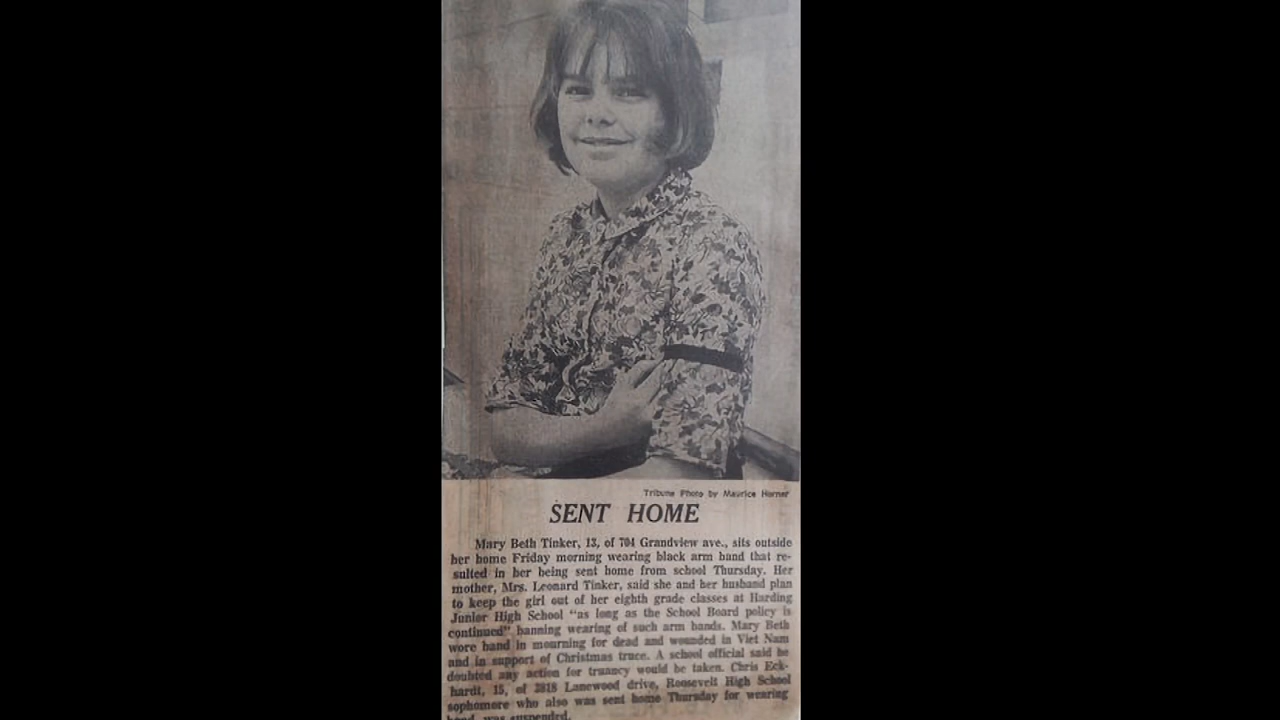 Tribune Photo by Maurice Horner
SENT HOME
Mary Beth Tinker, 13, of 704 Grandview ave., sits outside
her home Friday morning wearing black arm band that re-
sulted in her being sent home from school Thursday. Her
mother, Mrs. Leonard Tinker, said she and her husband plan
to keep the girl out of her eighth grade classes at Harding
Junior High School "as long as the School Board policy is
continued" banning wearing of such arm bands. Mary Beth
wore band in mourning for dead and wounded in Viet Nam
and in support of Christmas truce. A school official said he
doubted any action for truancy would be taken. Chris Eck-
hardt, 15, of 3818 Lanewood drive, Roosevelt High School
sophomore who also was sent home Thursday for wearing
band, was suspended.